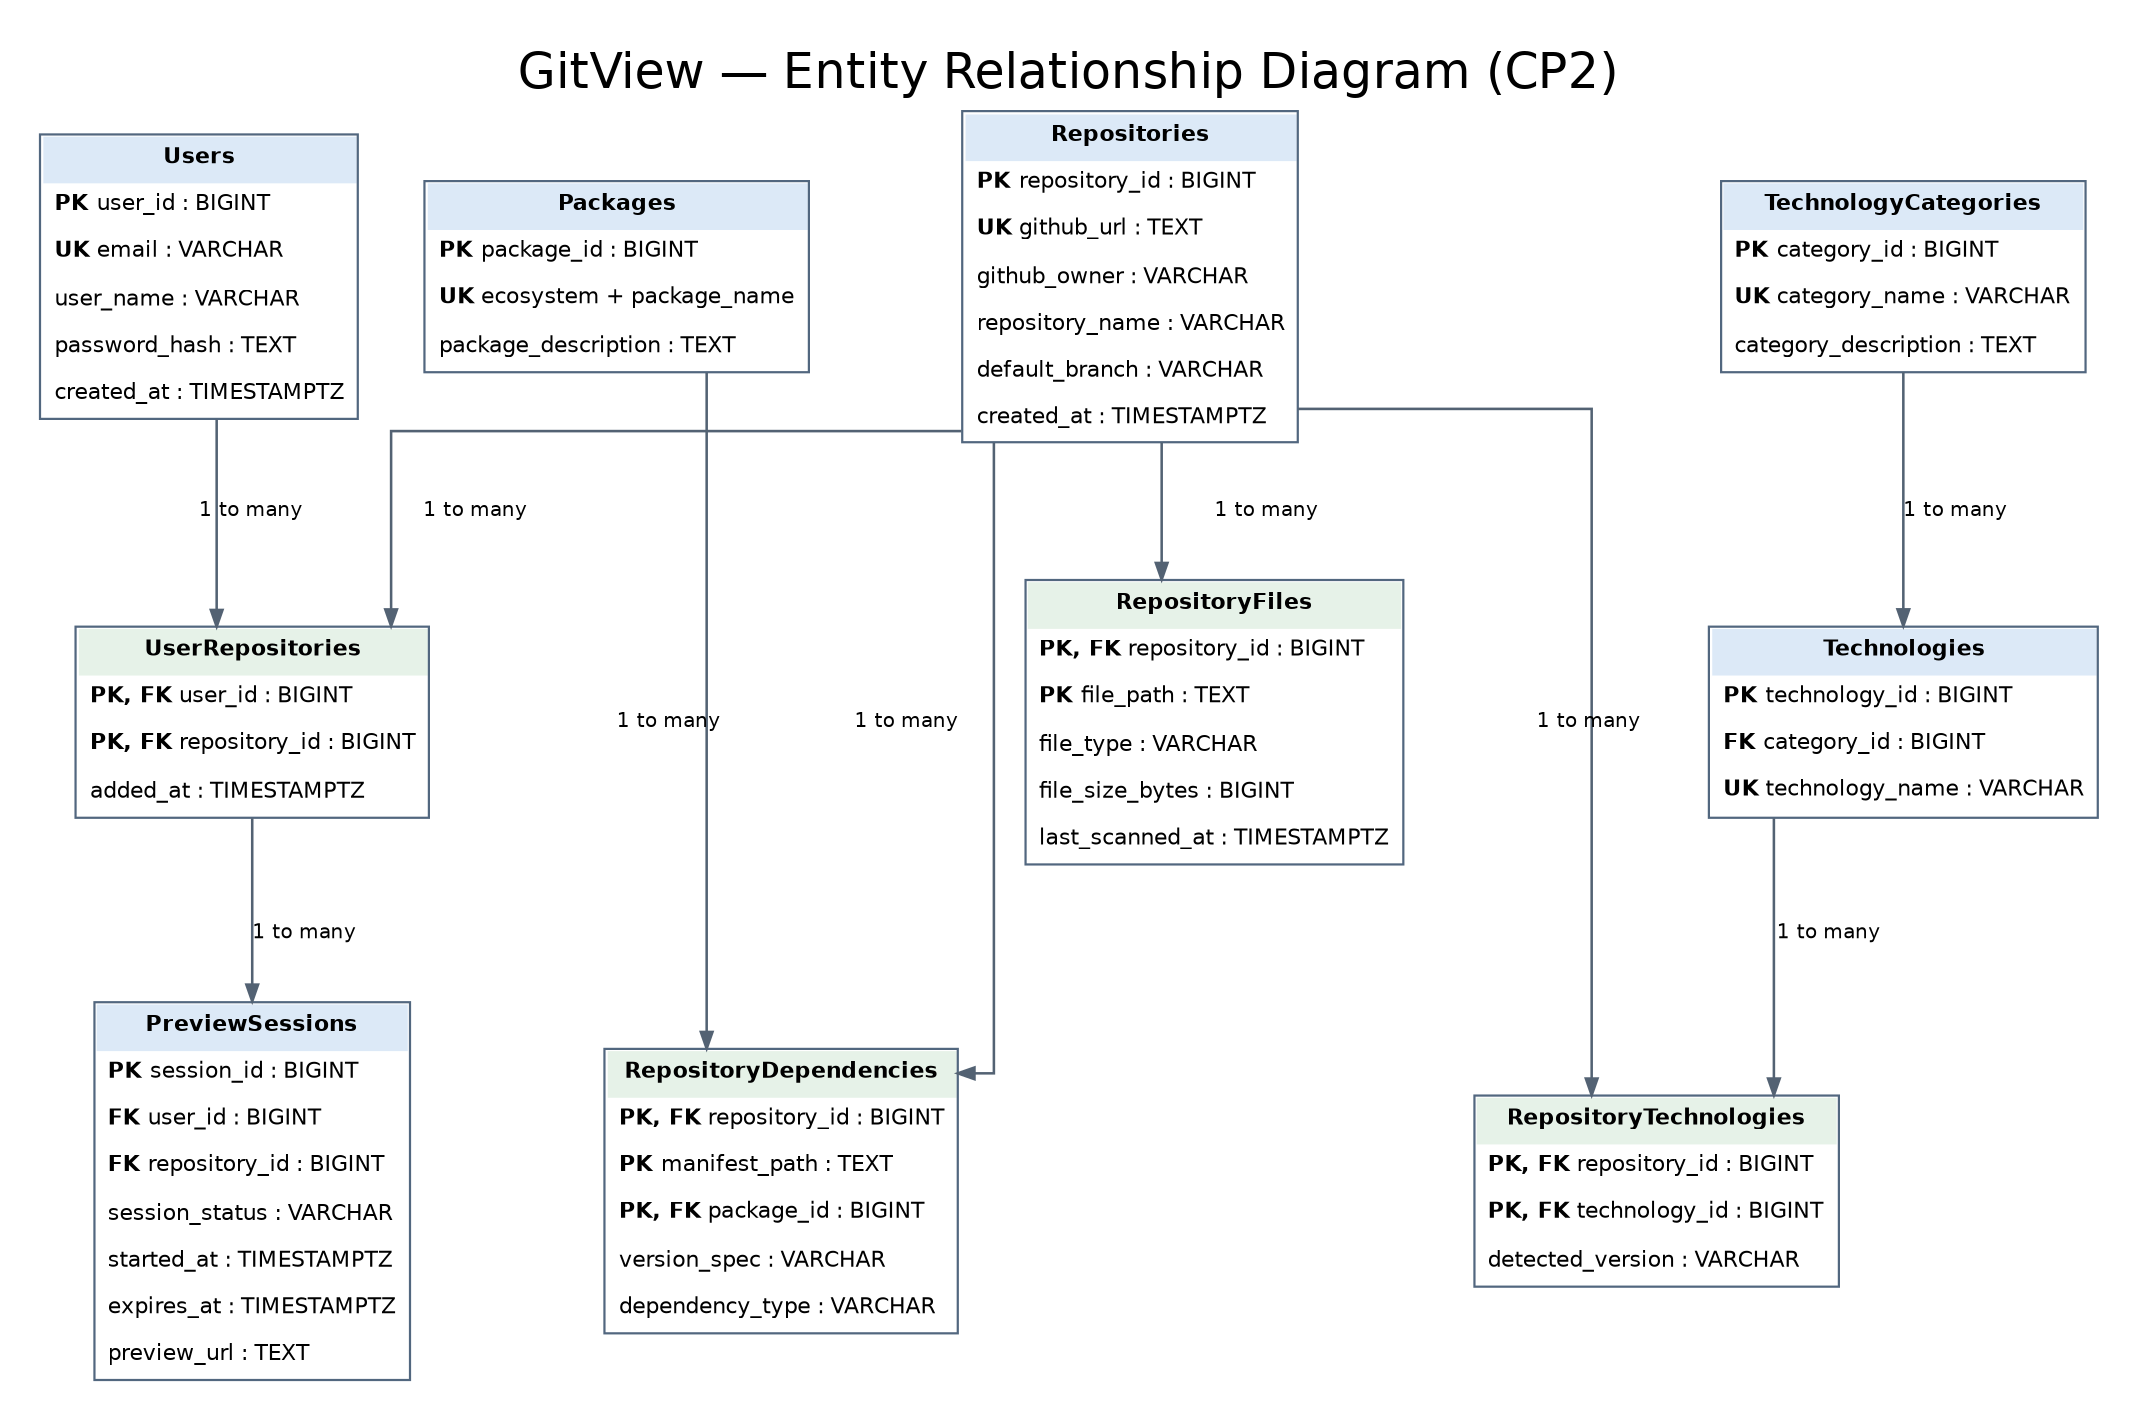 GitView — Entity Relationship Diagram (CP2)
Users
PK user_id : BIGINT
UK email : VARCHAR
user_name : VARCHAR
password_hash : TEXT
created_at : TIMESTAMPTZ
Packages
PK package_id : BIGINT
UK ecosystem + package_name
package_description : TEXT
Repositories
PK repository_id : BIGINT
UK github_url : TEXT
github_owner : VARCHAR
repository_name : VARCHAR
default_branch : VARCHAR
created_at : TIMESTAMPTZ
TechnologyCategories
PK category_id : BIGINT
UK category_name : VARCHAR
category_description : TEXT
1 to many
1 to many
1 to many
1 to many
UserRepositories
PK, FK user_id : BIGINT
PK, FK repository_id : BIGINT
added_at : TIMESTAMPTZ
1 to many
1 to many
RepositoryFiles
PK, FK repository_id : BIGINT
PK file_path : TEXT
file_type : VARCHAR
file_size_bytes : BIGINT
last_scanned_at : TIMESTAMPTZ
1 to many
Technologies
PK technology_id : BIGINT
FK category_id : BIGINT
UK technology_name : VARCHAR
1 to many
1 to many
PreviewSessions
PK session_id : BIGINT
FK user_id : BIGINT
FK repository_id : BIGINT
session_status : VARCHAR
started_at : TIMESTAMPTZ
expires_at : TIMESTAMPTZ
preview_url : TEXT
RepositoryDependencies
PK, FK repository_id : BIGINT
PK manifest_path : TEXT
PK, FK package_id : BIGINT
version_spec : VARCHAR
dependency_type : VARCHAR
RepositoryTechnologies
PK, FK repository_id : BIGINT
PK, FK technology_id : BIGINT
detected_version : VARCHAR